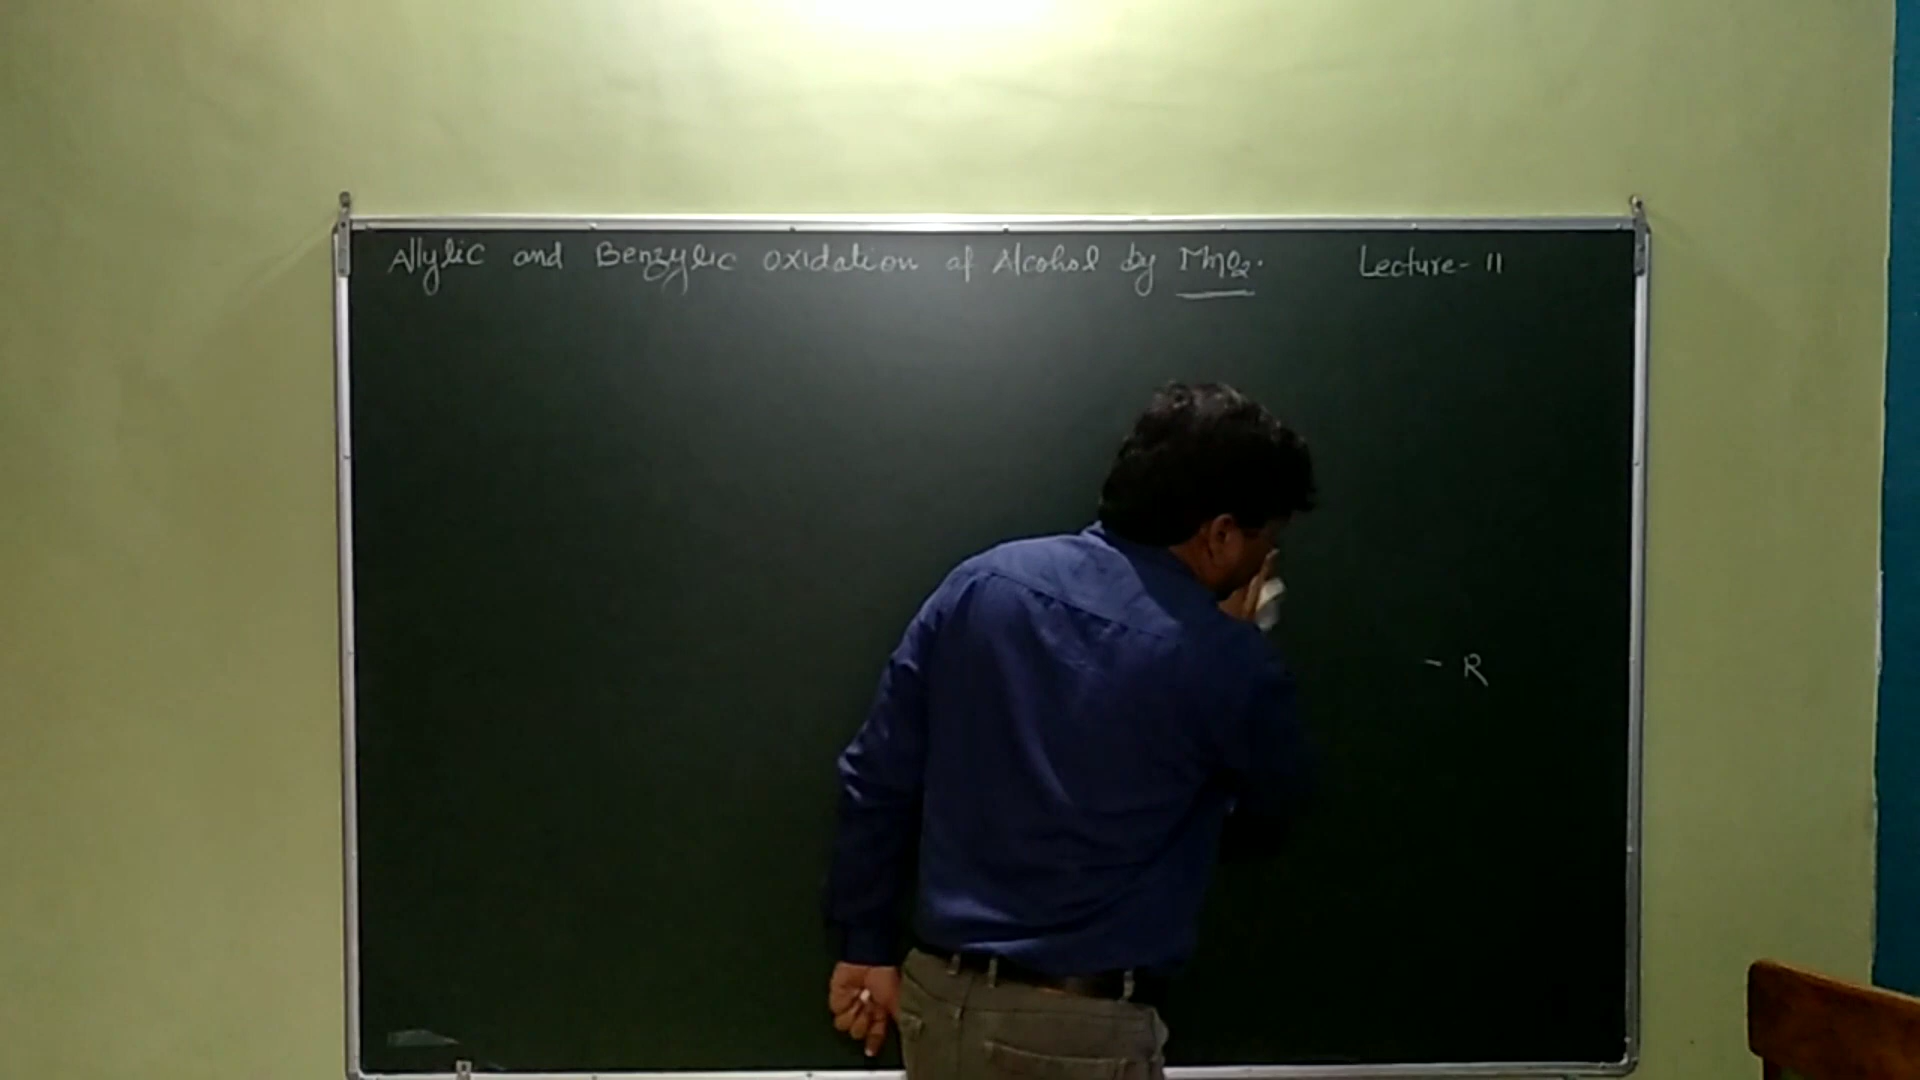 Allylic and Benzylic oxidation of Alcohol by MnO2. Lecture- 11
- R